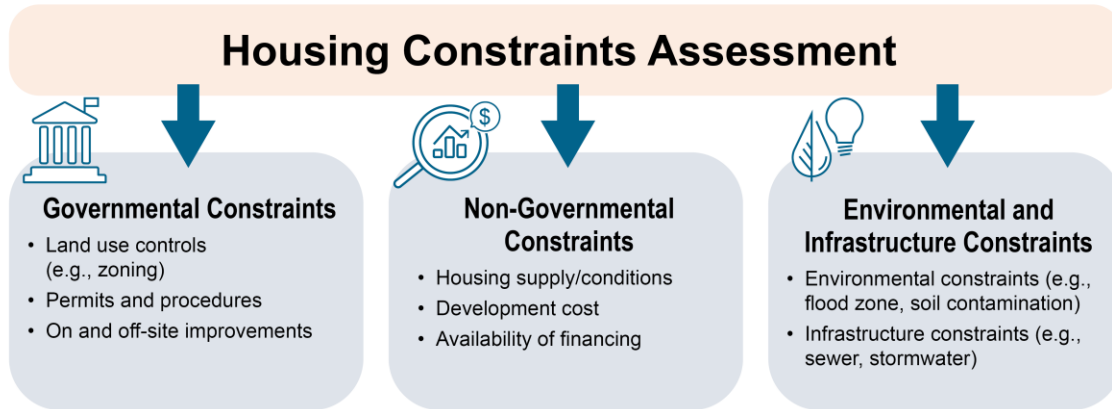 Housing Constraints Assessment
$
Governmental Constraints
• Land use controls
(e.g., zoning)
• Permits and procedures
• On and off-site improvements
Non-Governmental
Constraints
• Housing supply/conditions
• Development cost
• Availability of financing
Environmental and
Infrastructure Constraints
• Environmental constraints (e.g.,
flood zone, soil contamination)
• Infrastructure constraints (e.g.,
sewer, stormwater)